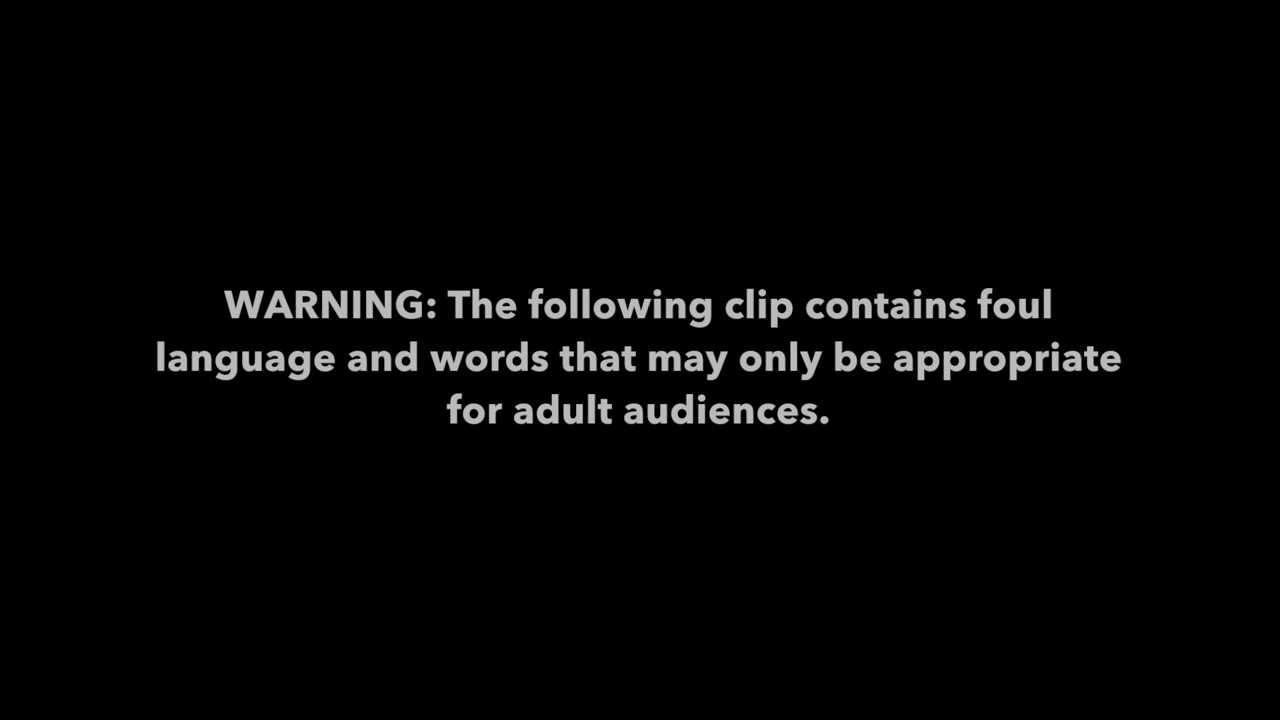 WARNING: The following clip contains foul
language and words that may only be appropriate
for adult audiences.